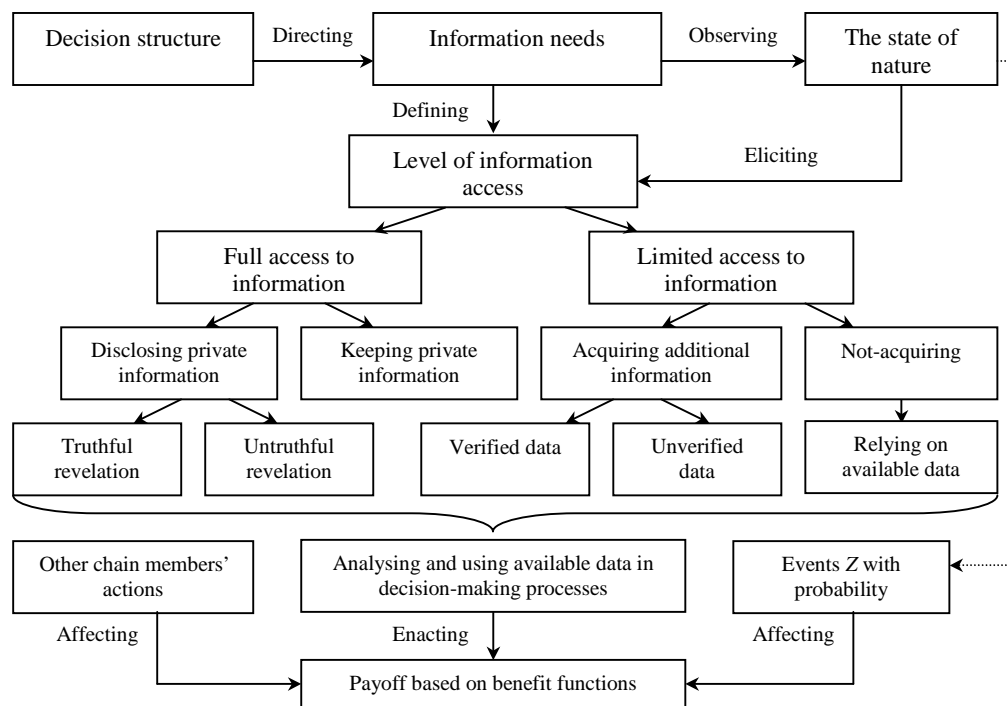 Decision structure
Directing
Information needs
Observing
The state of
nature
Defining
Level of information
access
Eliciting
Full access to
information
Limited access to
information
Disclosing private
information
Keeping private
information
Acquiring additional
information
Not-acquiring
Truthful
revelation
Untruthful
revelation
Verified data
Unverified
data
Relying on
available data
Other chain members’
actions
Analysing and using available data in
decision-making processes
Events Z with
probability
Affecting
Enacting
Affecting
Payoff based on benefit functions